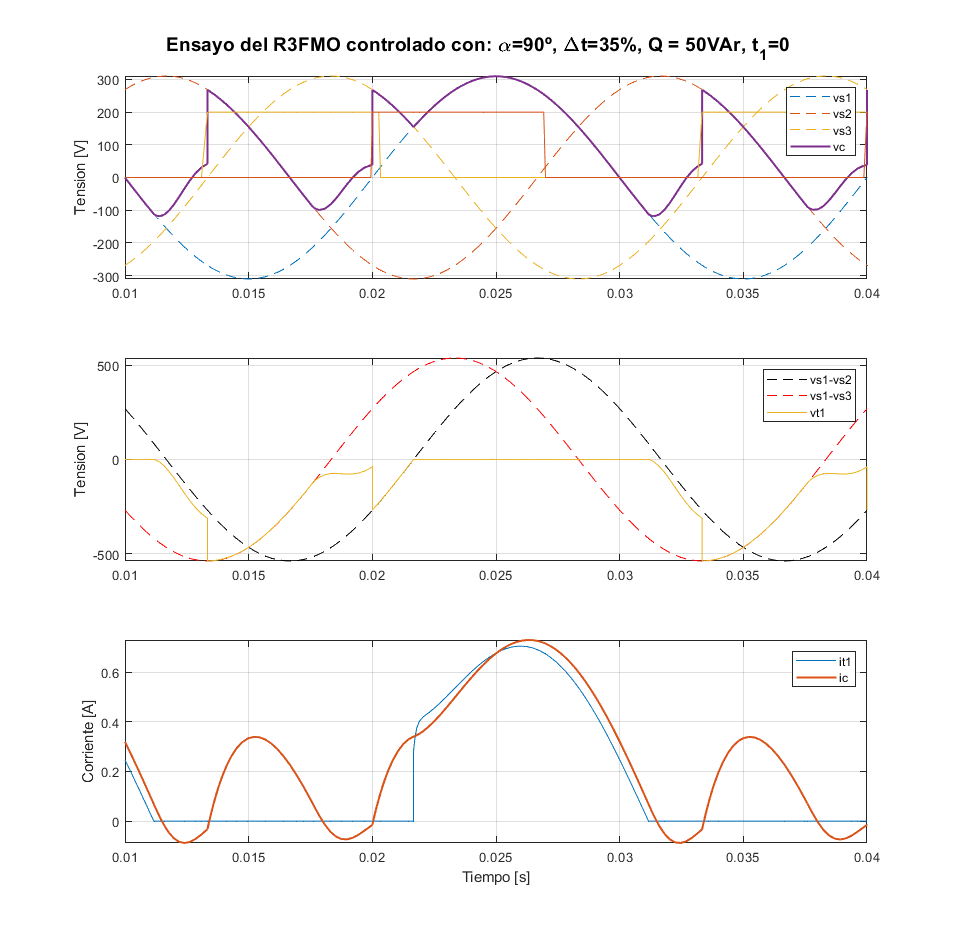 Ensayo del R3FMO controlado con: α=90º, Δt=35%, Q = 50VAr, t₁=0
300
200
100
0
-100
-200
-300
Tension [V]
vs1
vs2
vs3
vc
0.01
0.015
0.02
0.025
0.03
0.035
0.04
500
0
-500
Tension [V]
vs1-vs2
vs1-vs3
vt1
0.01
0.015
0.02
0.025
0.03
0.035
0.04
0.6
0.4
0.2
0
Corriente [A]
it1
ic
0.01
0.015
0.02
0.025
0.03
0.035
0.04
Tiempo [s]